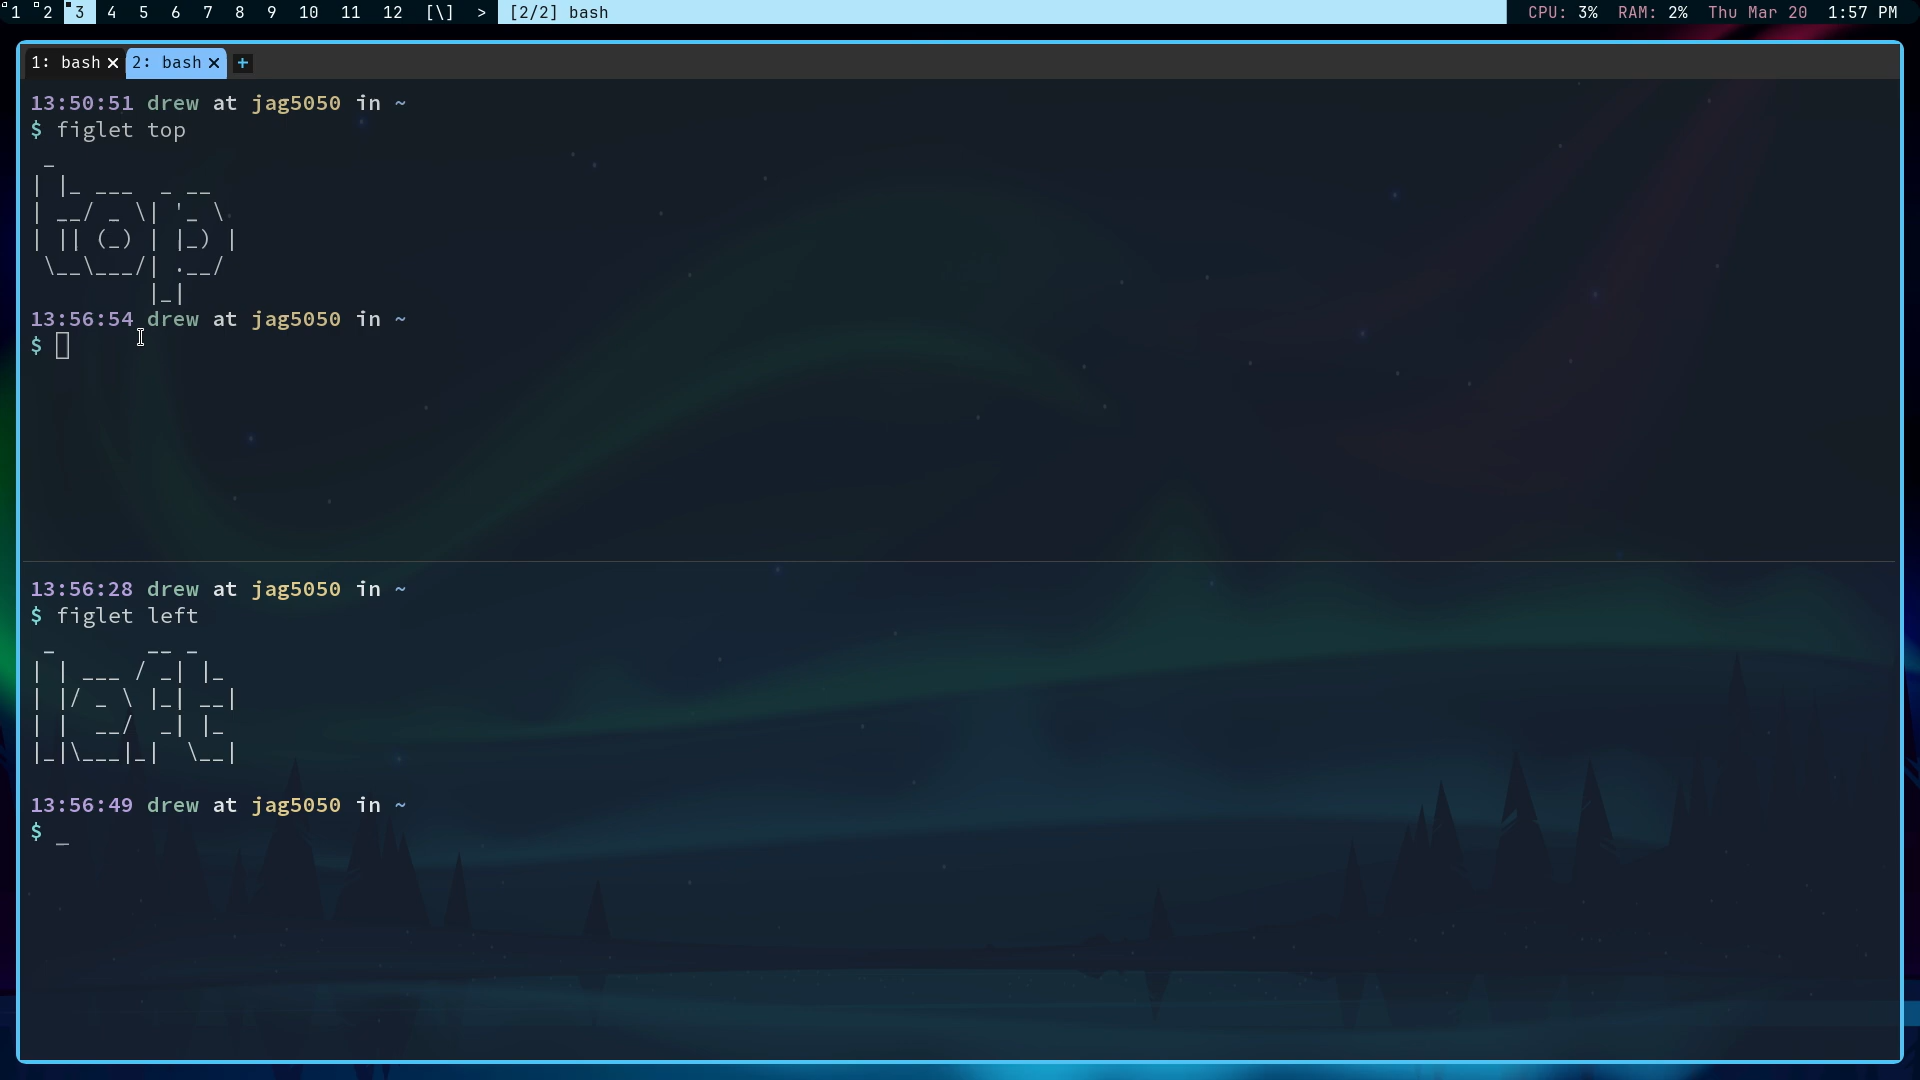 1 2 3 4 5 6 7 8 9 10 11 12 [\] > [2/2] bash CPU: 3% RAM: 2% Thu Mar 20 1:57 PM
1: bash × 2: bash × +
13:50:51 drew at jag5050 in ~
$ figlet top
 _
| |_ ___  _ __
| __/ _ \| '_ \
| || (_) | |_) |
 \__\___/| .__/
         |_|
13:56:54 drew at jag5050 in ~
$
13:56:28 drew at jag5050 in ~
$ figlet left
 _       __ _
| | ___ / _| |_
| |/ _ \ |_| __|
| |  __/  _| |_
|_|\___|_|  \__|
13:56:49 drew at jag5050 in ~
$ _